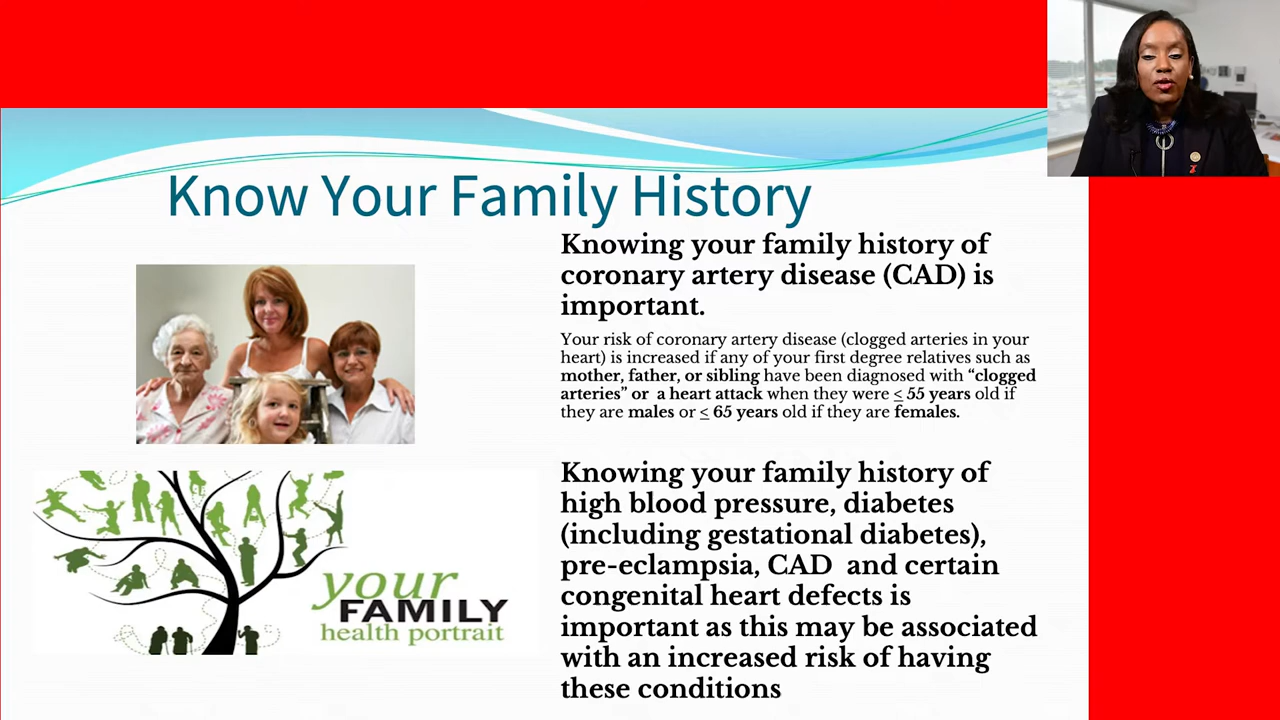 Know Your Family History
Knowing your family history of
coronary artery disease (CAD) is
important.
Your risk of coronary artery disease (clogged arteries in your
heart) is increased if any of your first degree relatives such as
mother, father, or sibling have been diagnosed with “clogged
arteries” or a heart attack when they were ≤ 55 years old if
they are males or ≤ 65 years old if they are females.
Knowing your family history of
high blood pressure, diabetes
(including gestational diabetes),
pre-eclampsia, CAD and certain
congenital heart defects is
important as this may be associated
with an increased risk of having
these conditions
your
FAMILY
health portrait